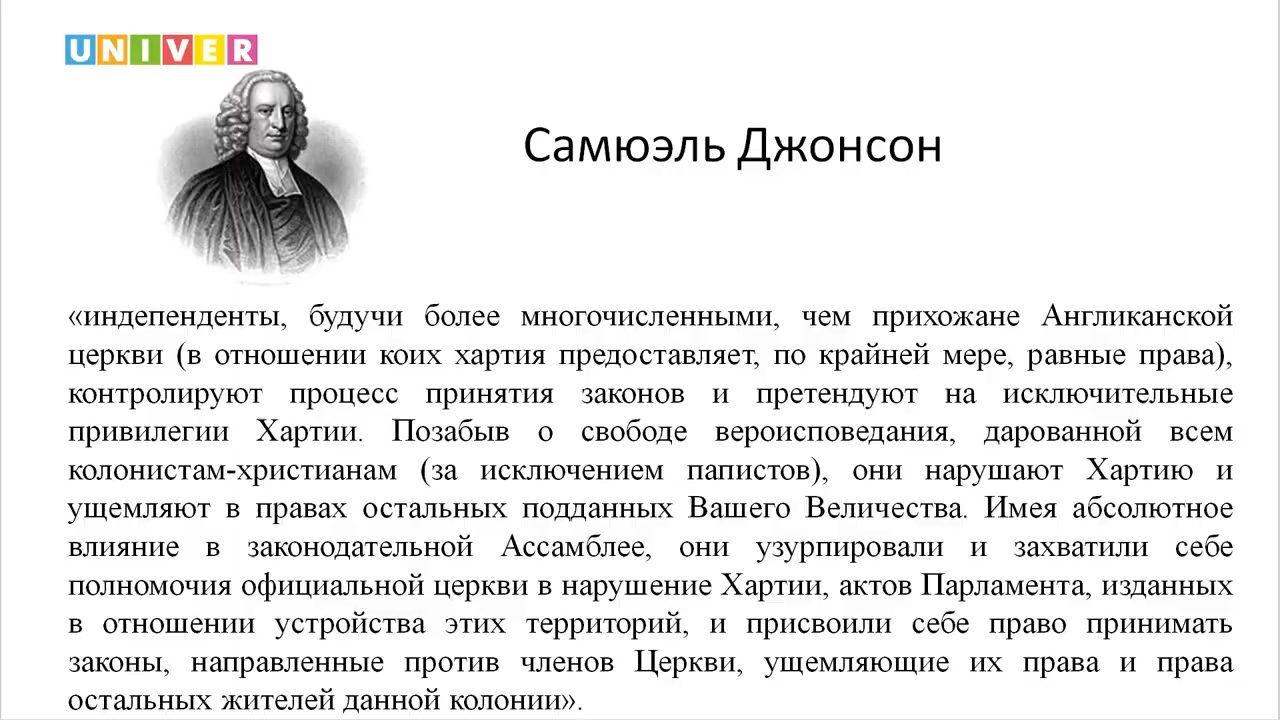 UNIVER
Самюэль Джонсон
«индепенденты, будучи более многочисленными, чем прихожане Англиканской
церкви (в отношении коих хартия предоставляет, по крайней мере, равные права),
контролируют процесс принятия законов и претендуют на исключительные
привилегии Хартии. Позабыв о свободе вероисповедания, дарованной всем
колонистам-христианам (за исключением папистов), они нарушают Хартию и
ущемляют в правах остальных подданных Вашего Величества. Имея абсолютное
влияние в законодательной Ассамблее, они узурпировали и захватили себе
полномочия официальной церкви в нарушение Хартии, актов Парламента, изданных
в отношении устройства этих территорий, и присвоили себе право принимать
законы, направленные против членов Церкви, ущемляющие их права и права
остальных жителей данной колонии».